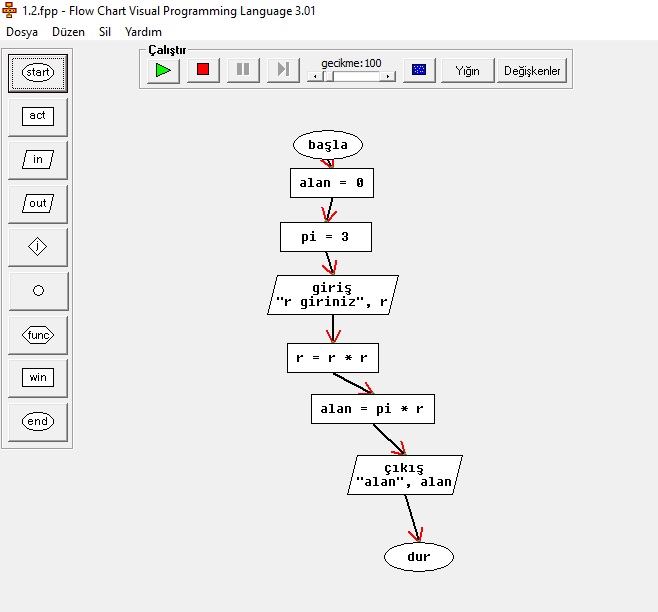 1.2.fpp - Flow Chart Visual Programming Language 3.01
Dosya Düzen Sil Yardım
Çalıştır
gecikme:100
Yığın
Değişkenler
start
act
in
out
i
func
win
end
başla
alan = 0
pi = 3
giriş
"r giriniz", r
r = r * r
alan = pi * r
çıkış
"alan", alan
dur